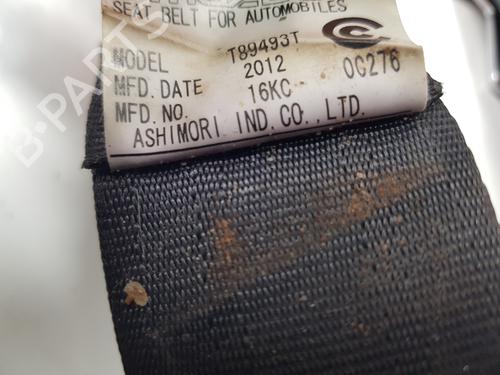 SEAT BELT FOR AUTOMOBILES
MODEL T89493T
MFD. DATE 2012 0C276
MFD. NO. 16KC
ASHIMORI IND. CO., LTD.
B-PARTS